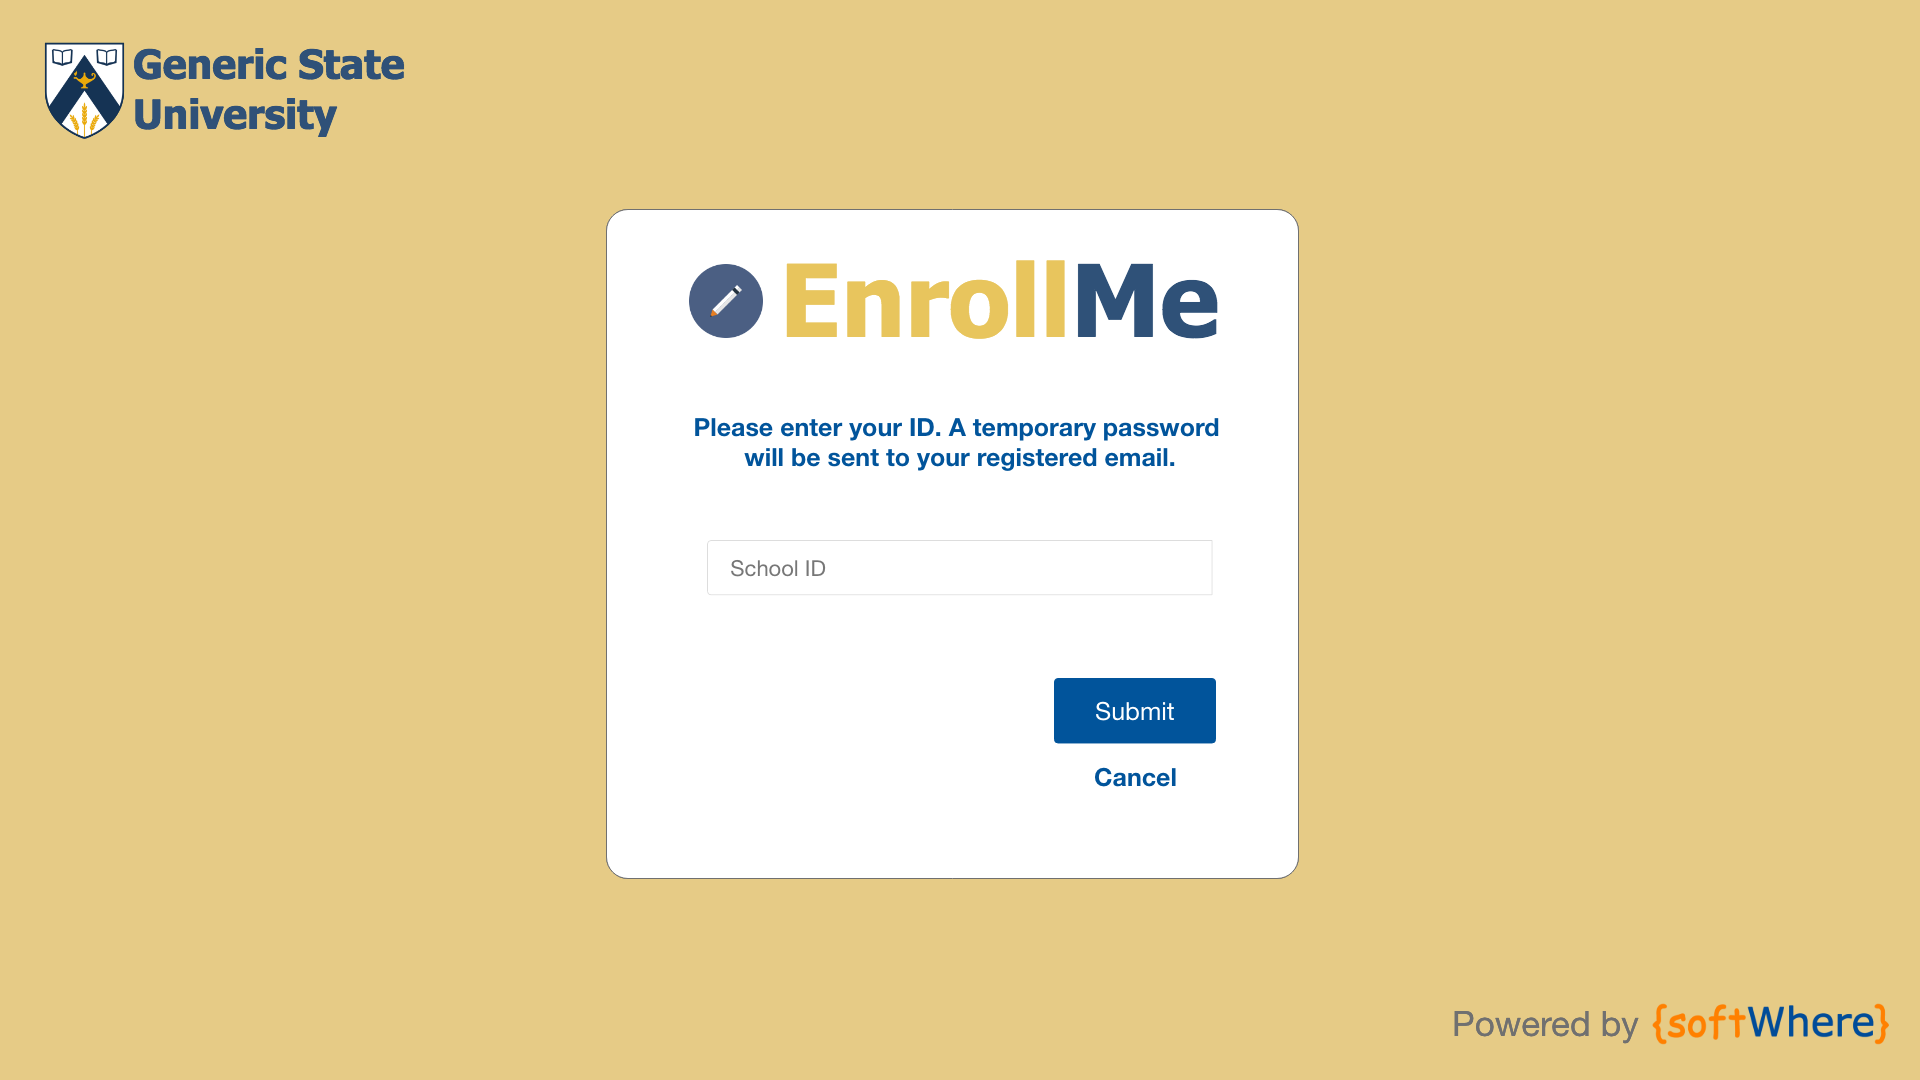 Generic State
University
EnrollMe
Please enter your ID. A temporary password
will be sent to your registered email.
School ID
Submit
Cancel
Powered by {softWhere}